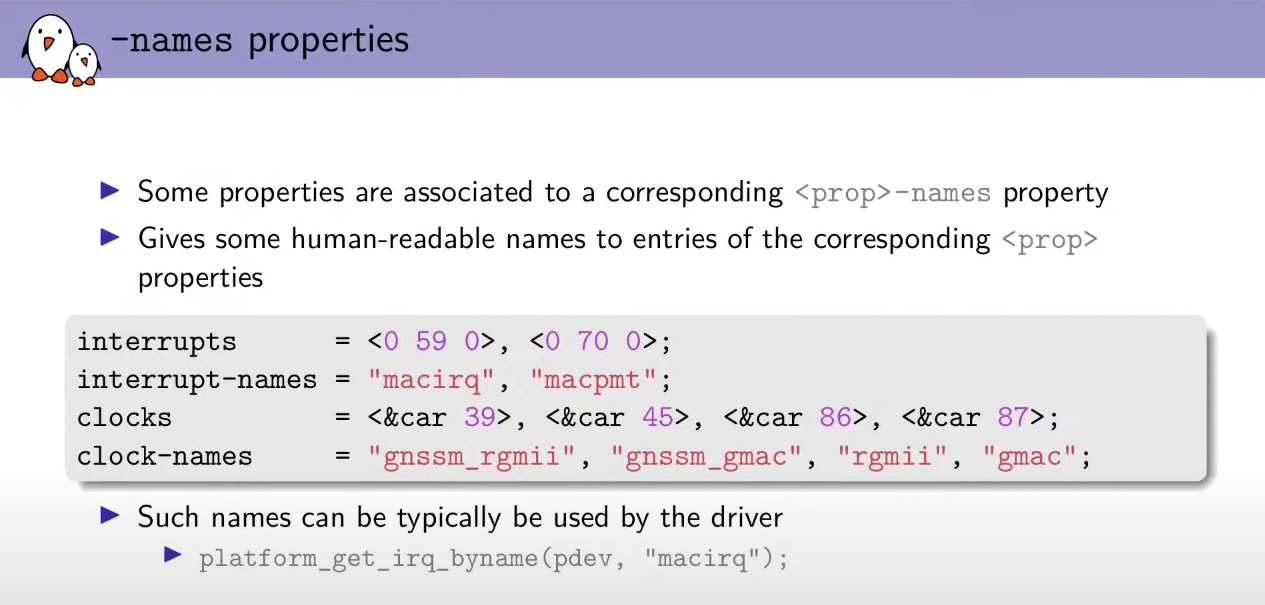 -names properties
Some properties are associated to a corresponding <prop>-names property
Gives some human-readable names to entries of the corresponding <prop>
properties
interrupts = <0 59 0>, <0 70 0>;
interrupt-names = "macirq", "macpmt";
clocks = <&car 39>, <&car 45>, <&car 86>, <&car 87>;
clock-names = "gnssm_rgmii", "gnssm_gmac", "rgmii", "gmac";
Such names can be typically be used by the driver
platform_get_irq_byname(pdev, "macirq");